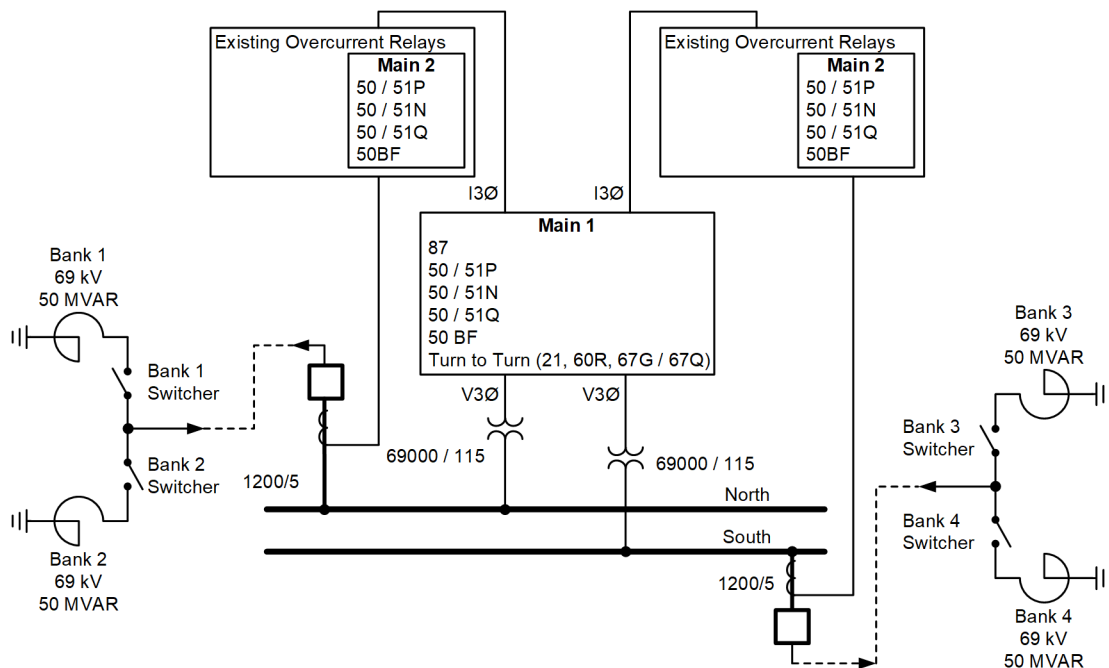 Existing Overcurrent Relays
Main 2
50 / 51P
50 / 51N
50 / 51Q
50BF
Existing Overcurrent Relays
Main 2
50 / 51P
50 / 51N
50 / 51Q
50BF
I3Ø
I3Ø
Main 1
87
50 / 51P
50 / 51N
50 / 51Q
50 BF
Turn to Turn (21, 60R, 67G / 67Q)
V3Ø
V3Ø
Bank 1
69 kV
50 MVAR
Bank 1
Switcher
Bank 2
Switcher
Bank 2
69 kV
50 MVAR
1200/5
69000 / 115
69000 / 115
North
South
1200/5
Bank 3
69 kV
50 MVAR
Bank 3
Switcher
Bank 4
Switcher
Bank 4
69 kV
50 MVAR